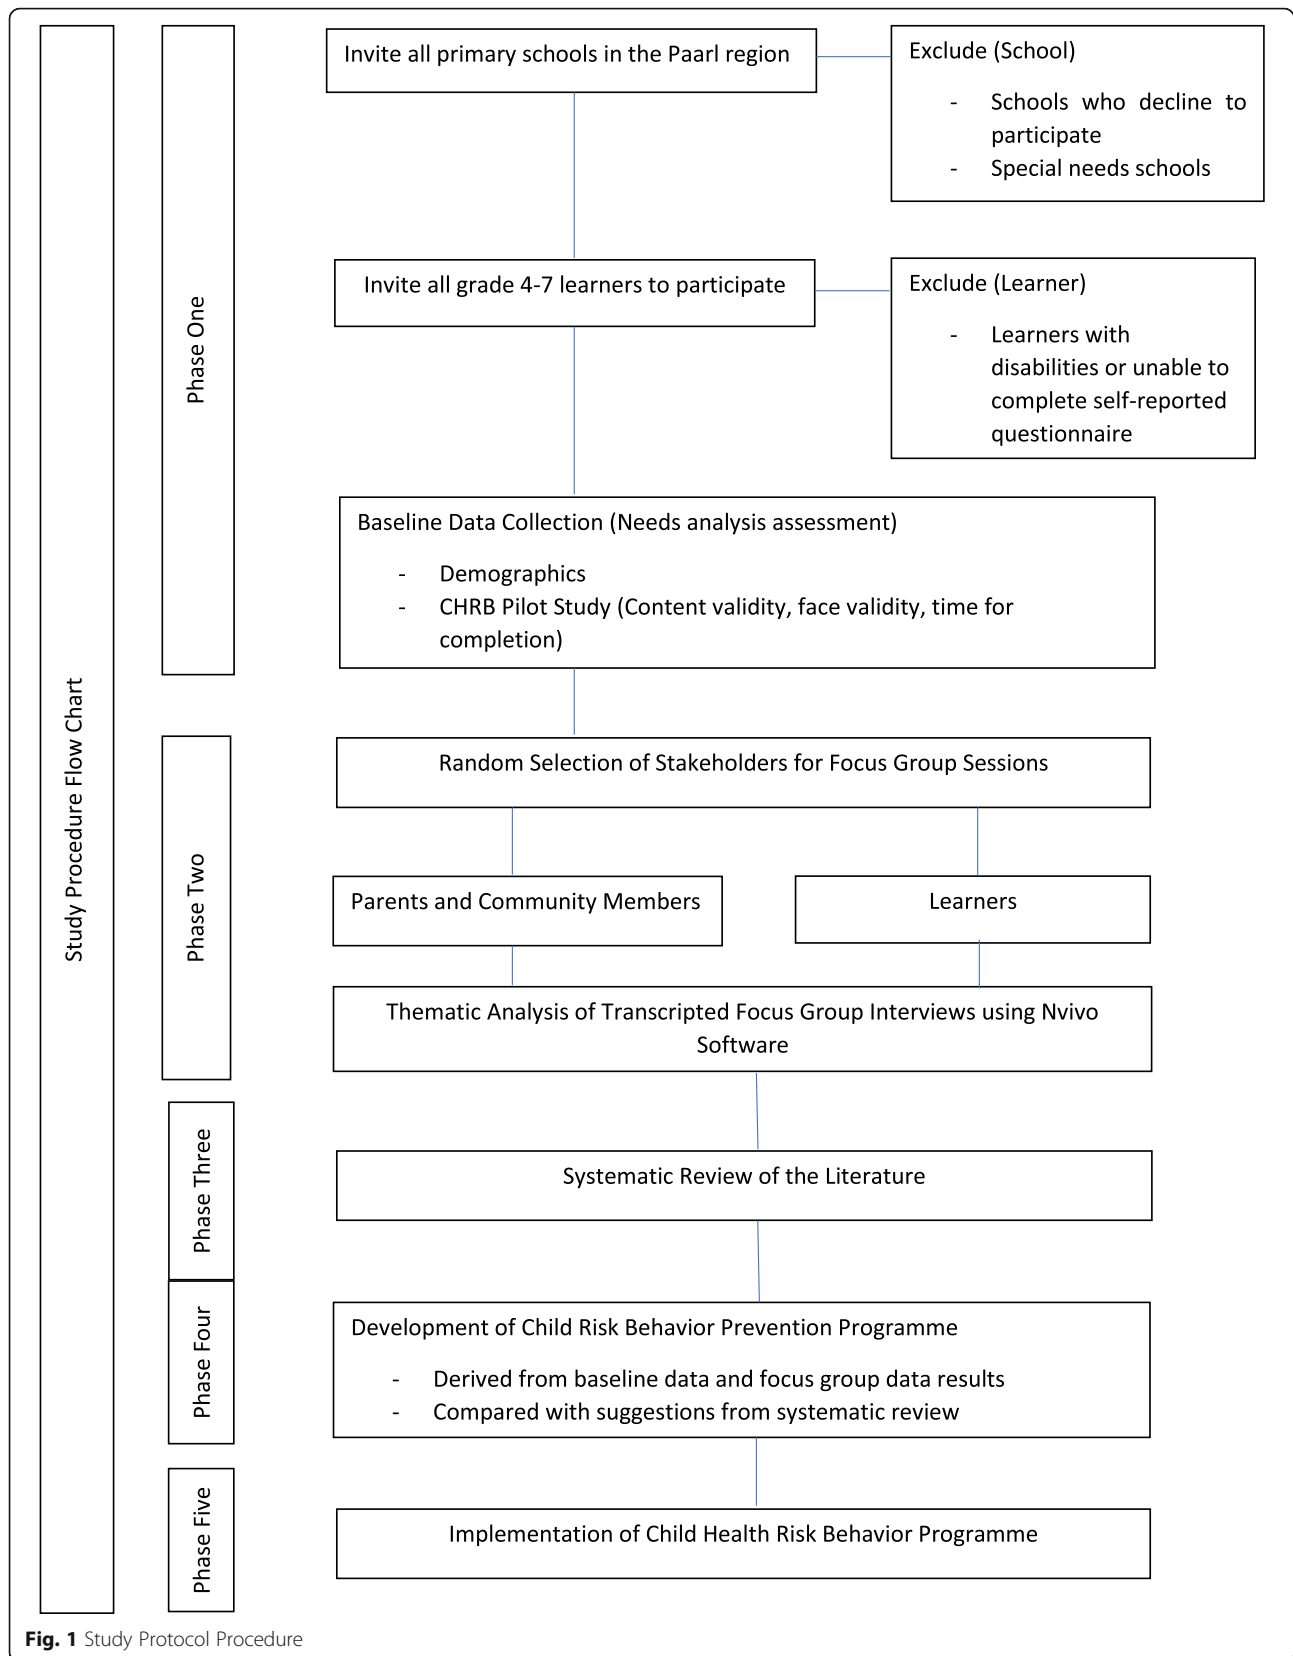 Study Procedure Flow Chart
Phase One
Invite all primary schools in the Paarl region
Exclude (School)
- Schools who decline to
participate
- Special needs schools
Invite all grade 4-7 learners to participate
Exclude (Learner)
- Learners with
disabilities or unable to
complete self-reported
questionnaire
Baseline Data Collection (Needs analysis assessment)
- Demographics
- CHRB Pilot Study (Content validity, face validity, time for
completion)
Phase Two
Random Selection of Stakeholders for Focus Group Sessions
Parents and Community Members
Learners
Thematic Analysis of Transcripted Focus Group Interviews using Nvivo
Software
Phase Three
Systematic Review of the Literature
Phase Four
Development of Child Risk Behavior Prevention Programme
- Derived from baseline data and focus group data results
- Compared with suggestions from systematic review
Phase Five
Implementation of Child Health Risk Behavior Programme
Fig. 1 Study Protocol Procedure